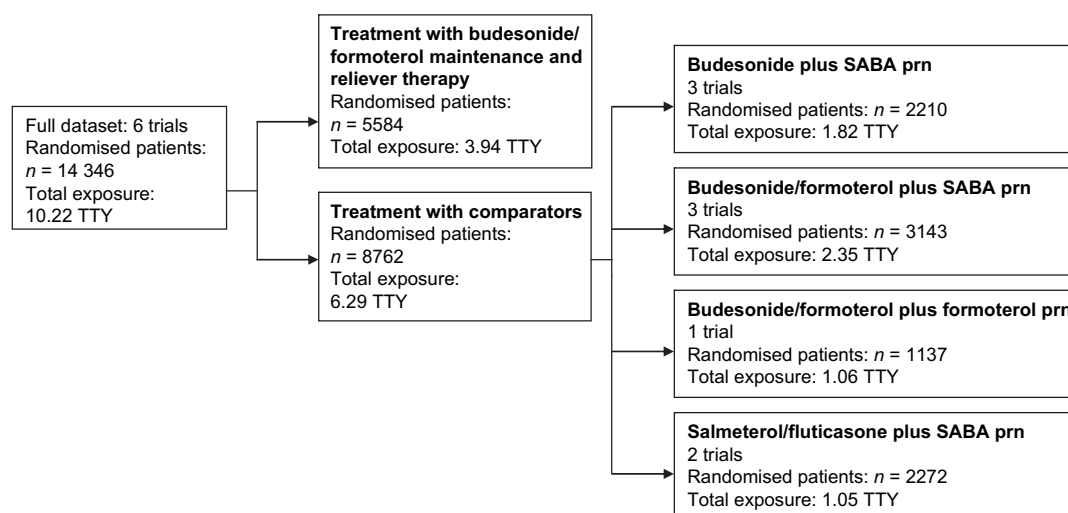 Full dataset: 6 trials
Randomised patients:
n = 14 346
Total exposure:
10.22 TTY
Treatment with budesonide/
formoterol maintenance and
reliever therapy
Randomised patients:
n = 5584
Total exposure: 3.94 TTY
Treatment with comparators
Randomised patients:
n = 8762
Total exposure:
6.29 TTY
Budesonide plus SABA prn
3 trials
Randomised patients: n = 2210
Total exposure: 1.82 TTY
Budesonide/formoterol plus SABA prn
3 trials
Randomised patients: n = 3143
Total exposure: 2.35 TTY
Budesonide/formoterol plus formoterol prn
1 trial
Randomised patients: n = 1137
Total exposure: 1.06 TTY
Salmeterol/fluticasone plus SABA prn
2 trials
Randomised patients: n = 2272
Total exposure: 1.05 TTY